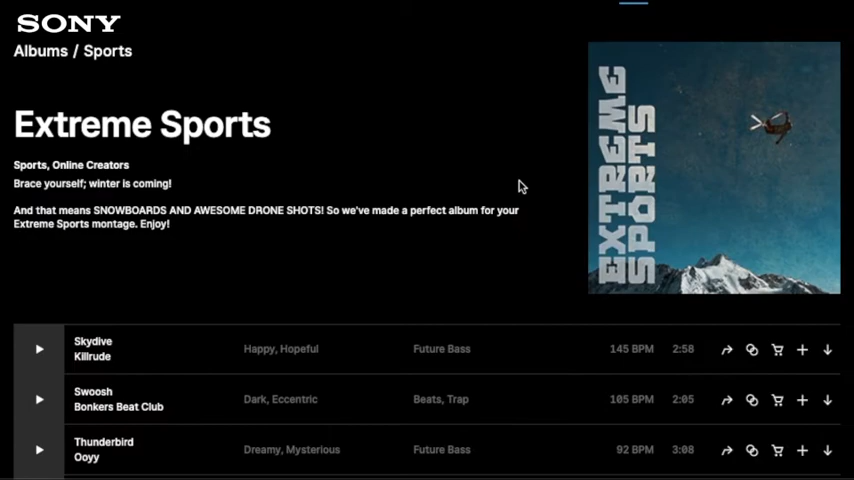 SONY
Albums / Sports
Extreme Sports
Sports, Online Creators
Brace yourself; winter is coming!
And that means SNOWBOARDS AND AWESOME DRONE SHOTS! So we've made a perfect album for your
Extreme Sports montage. Enjoy!
EXTREME
SPORTS
Skydive
Killrude
Happy, Hopeful
Future Bass
145 BPM
2:58
Swoosh
Bonkers Beat Club
Dark, Eccentric
Beats, Trap
105 BPM
2:05
Thunderbird
Ooyy
Dreamy, Mysterious
Future Bass
92 BPM
3:08